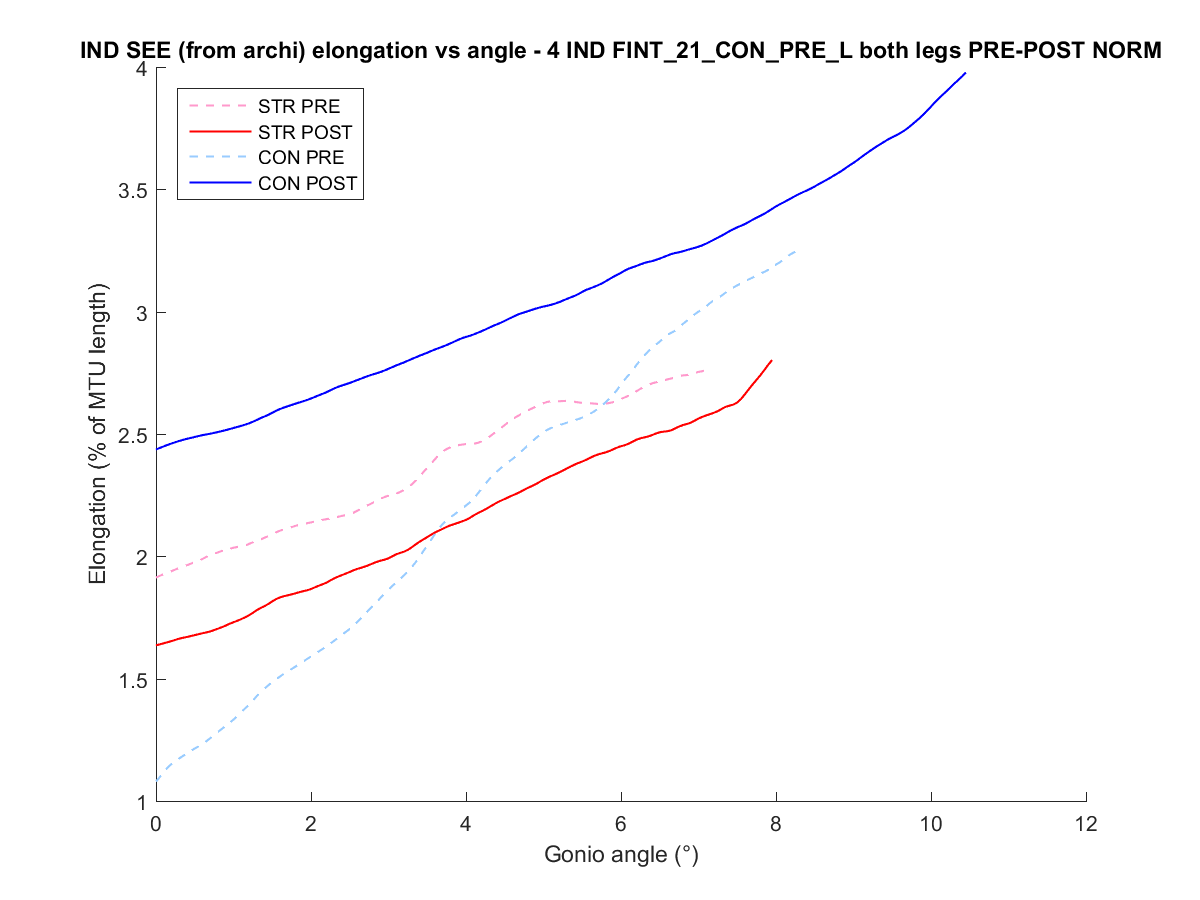 IND SEE (from archi) elongation vs angle - 4 IND FINT_21_CON_PRE_L both legs PRE-POST NORM
STR PRE
STR POST
CON PRE
CON POST
4
3.5
3
2.5
2
1.5
1
Elongation (% of MTU length)
0 2 4 6 8 10 12
Gonio angle (°)